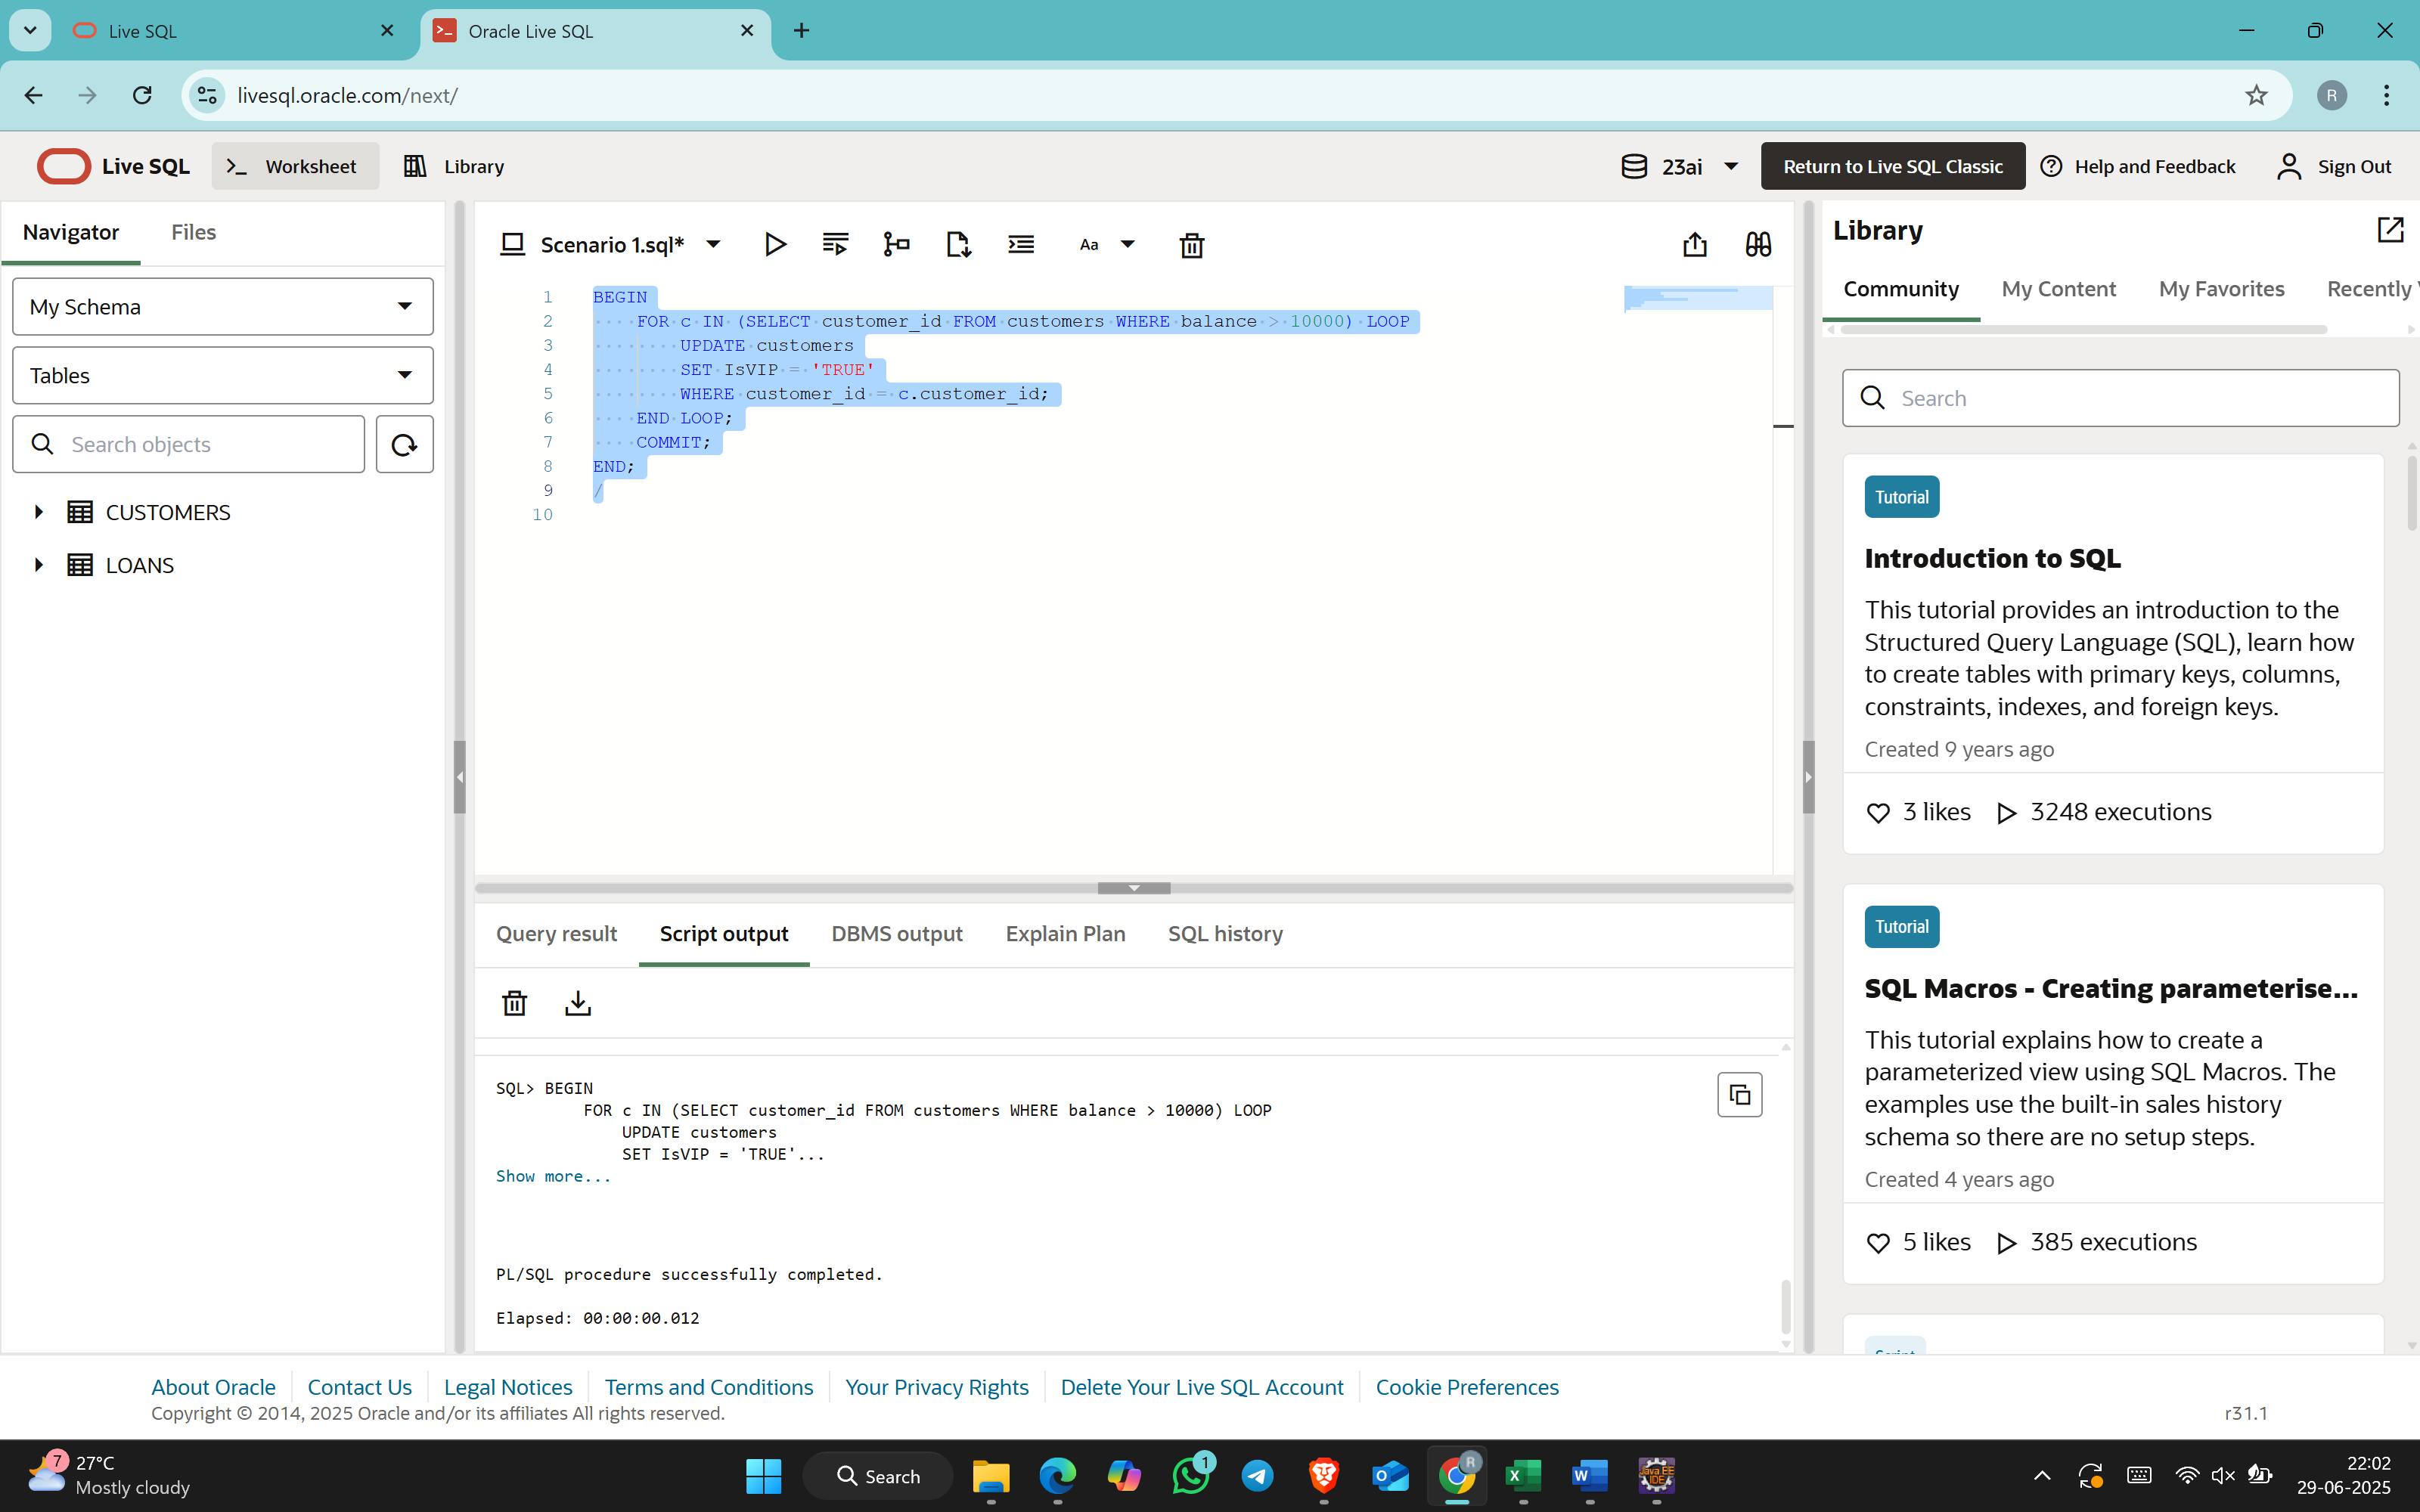 Live SQL
Oracle Live SQL
livesql.oracle.com/next/
R
Live SQL
Worksheet
Library
23ai
Return to Live SQL Classic
Help and Feedback
Sign Out
Navigator
Files
My Schema
Tables
Search objects
CUSTOMERS
LOANS
Scenario 1.sql*
Aa
1 BEGIN
2 FOR c IN (SELECT customer_id FROM customers WHERE balance > 10000) LOOP
3 UPDATE customers
4 SET IsVIP = 'TRUE'
5 WHERE customer_id = c.customer_id;
6 END LOOP;
7 COMMIT;
8 END;
9 /
10
Query result
Script output
DBMS output
Explain Plan
SQL history
SQL> BEGIN
FOR c IN (SELECT customer_id FROM customers WHERE balance > 10000) LOOP
UPDATE customers
SET IsVIP = 'TRUE'...
Show more...
PL/SQL procedure successfully completed.
Elapsed: 00:00:00.012
Library
Community
My Content
My Favorites
Recently
Search
Tutorial
Introduction to SQL
This tutorial provides an introduction to the
Structured Query Language (SQL), learn how
to create tables with primary keys, columns,
constraints, indexes, and foreign keys.
Created 9 years ago
3 likes
3248 executions
Tutorial
SQL Macros - Creating parameterise...
This tutorial explains how to create a
parameterized view using SQL Macros. The
examples use the built-in sales history
schema so there are no setup steps.
Created 4 years ago
5 likes
385 executions
Script
About Oracle
Contact Us
Legal Notices
Terms and Conditions
Your Privacy Rights
Delete Your Live SQL Account
Cookie Preferences
Copyright © 2014, 2025 Oracle and/or its affiliates All rights reserved.
r31.1
7
27°C
Mostly cloudy
Search
1
R
Java EE
IDE
22:02
29-06-2025